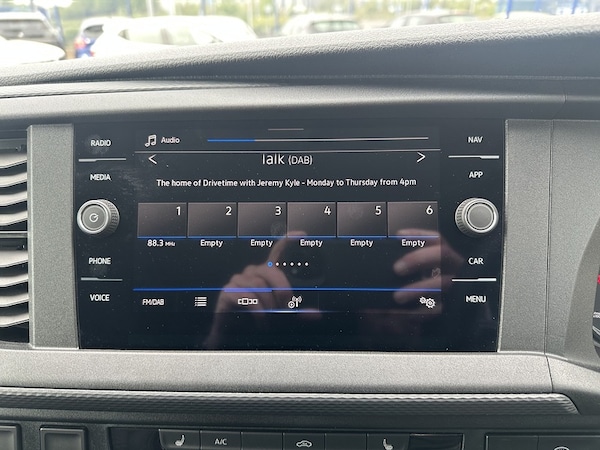 RADIO
MEDIA
PHONE
VOICE
Audio
Talk (DAB)
The home of Drivetime with Jeremy Kyle - Monday to Thursday from 4pm
1 2 3 4 5 6
88.3 MHz Empty Empty Empty Empty Empty
FM/DAB
NAV
APP
CAR
MENU
A/C